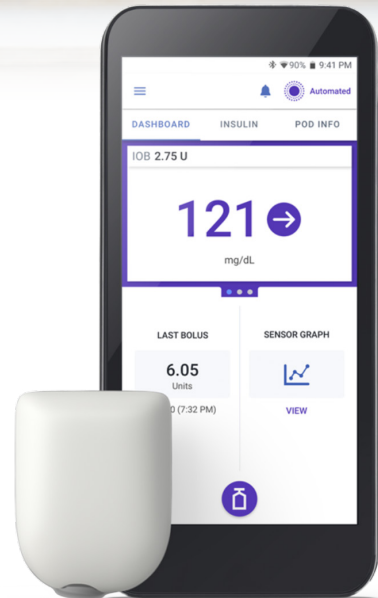 90% 9:41 PM
Automated
DASHBOARD INSULIN POD INFO
IOB 2.75 U
121
mg/dL
LAST BOLUS SENSOR GRAPH
6.05
Units
(7:32 PM) VIEW